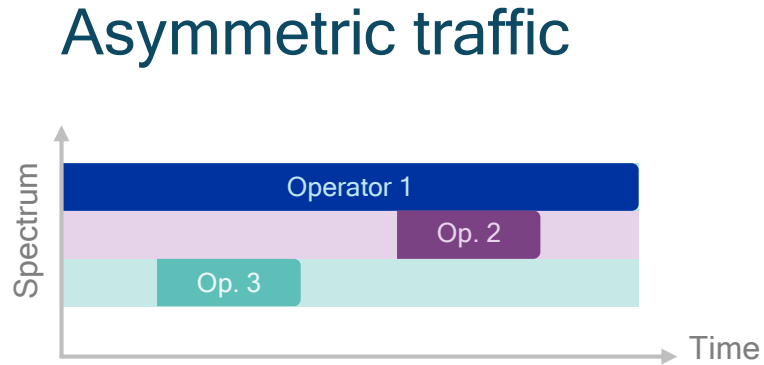 Asymmetric traffic
Spectrum
Operator 1
Op. 2
Op. 3
Time